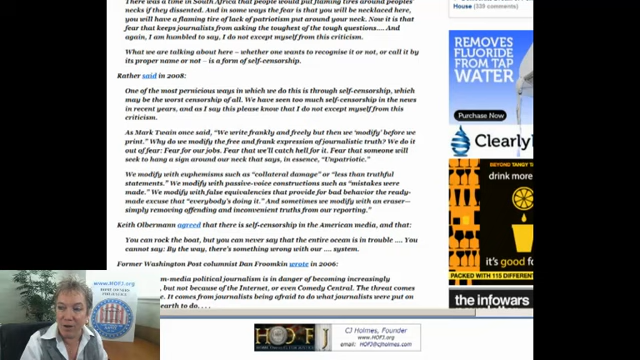 There was a time in South Africa that people would put flaming tires around peoples'
necks if they dissented. And in some ways the fear is that you will be necklaced here,
you will have a flaming tire of lack of patriotism put around your neck. Now it is that
fear that keeps journalists from asking the toughest of the tough questions.... And
again, I am humbled to say, I do not except myself from this criticism.
What we are talking about here – whether one wants to recognise it or not, or call it by
its proper name or not – is a form of self-censorship.
Rather said in 2008:
One of the most pernicious ways in which we do this is through self-censorship, which
may be the worst censorship of all. We have seen too much self-censorship in the news
in recent years, and as I say this please know that I do not except myself from this
criticism.
As Mark Twain once said, "We write frankly and freely but then we 'modify' before we
print." Why do we modify the free and frank expression of journalistic truth? We do it
out of fear: Fear for our jobs. Fear that we'll catch hell for it. Fear that someone will
seek to hang a sign around our neck that says, in essence, "Unpatriotic."
We modify with euphemisms such as "collateral damage" or "less than truthful
statements." We modify with passive-voice constructions such as "mistakes were
made." We modify with false equivalencies that provide for bad behavior the ready-
made excuse that "everybody's doing it." And sometimes we modify with an eraser–
simply removing offending and inconvenient truths from our reporting."
Keith Olbermann agreed that there is self-censorship in the American media, and that:
You can rock the boat, but you can never say that the entire ocean is in trouble .... You
cannot say: By the way, there's something wrong with our .... system.
Former Washington Post columnist Dan Froomkin wrote in 2006:
m-media political journalism is in danger of becoming increasingly
, but not because of the Internet, or even Comedy Central. The threat comes
e. It comes from journalists being afraid to do what journalists were put on
earth to do. . . .
House (339 comments)
REMOVES
FLUORIDE
FROM TAP
WATER
Purchase Now
Clearly
BEYOND TANGY TA
drink more
it's good fo
PACKED WITH 115 DIFFERENT
the infowars
www.HOFJ.org
HOFJ
CJ Holmes, Founder
www.HOFJ.org
email: HOFJ@cjholmes.com